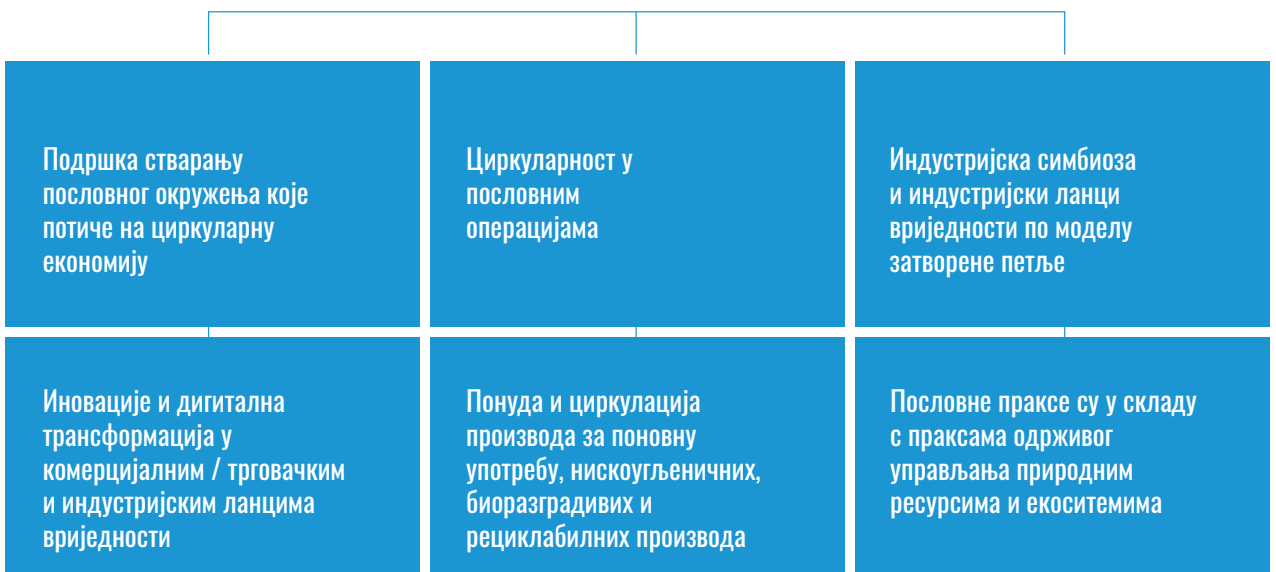 Подршка стварању
пословног окружења које
потиче на циркуларну
економију
Циркуларност у
пословним
операцијама
Индустријска симбиоза
и индустријски ланци
вриједности по моделу
затворене петље
Иновације и дигитална
трансформација у
комерцијалним / трговачким
и индустријским ланцима
вриједности
Понуда и циркулација
производа за поновну
употребу, нискоугљеничних,
биоразградивих и
рециклабилних производа
Пословне праксе су у складу
с праксама одрживог
управљања природним
ресурсима и екоситемима